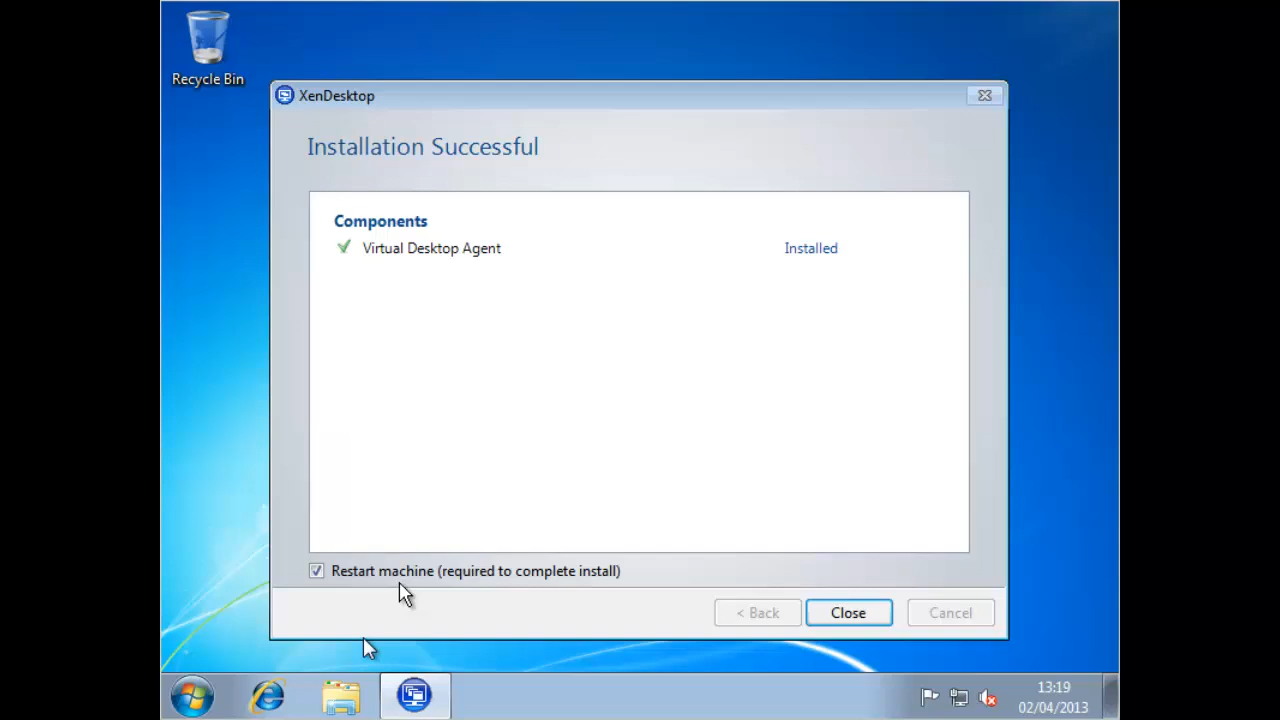 Recycle Bin
XenDesktop
Installation Successful
Components
Virtual Desktop Agent Installed
Restart machine (required to complete install)
< Back Close Cancel
13:19
02/04/2013